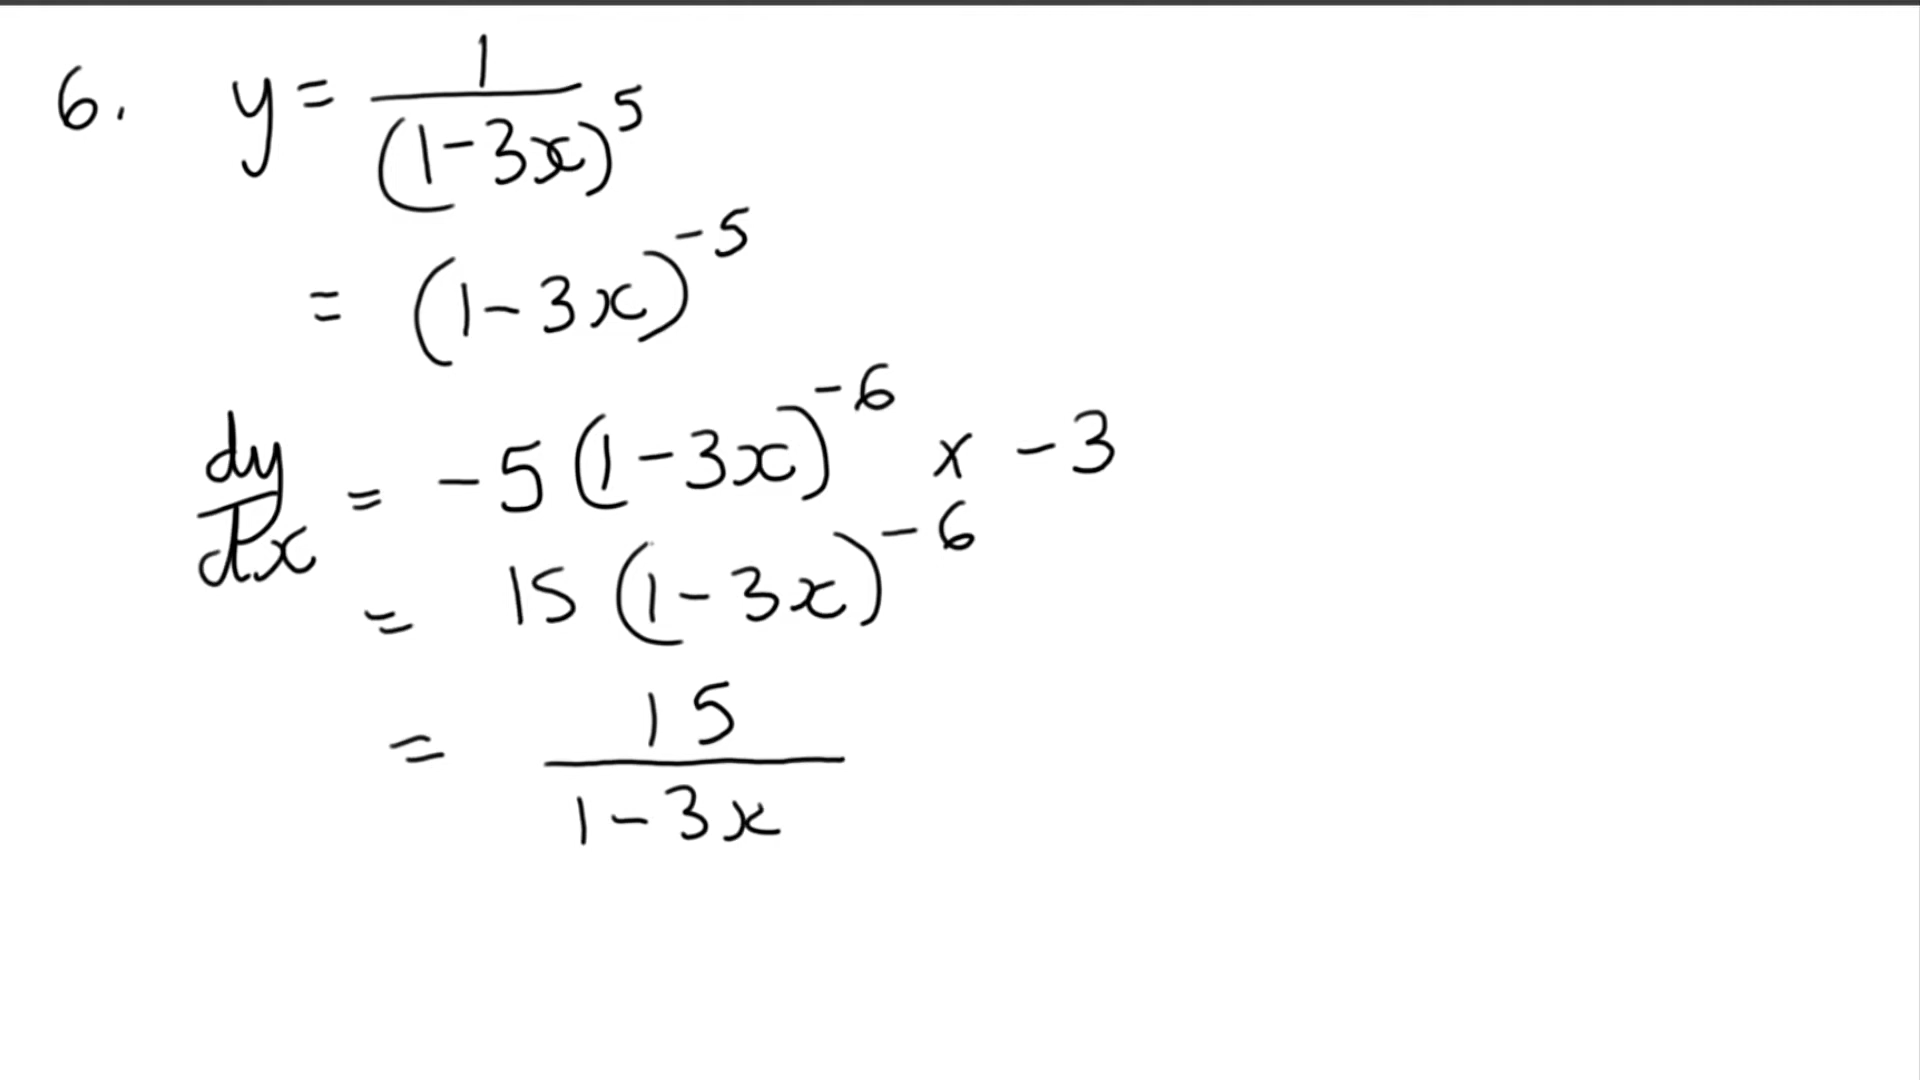 6. y = 1/(1-3x)^5
= (1-3x)^-5
dy/dx = -5(1-3x)^-6 x -3
= 15(1-3x)^-6
= 15/1-3x